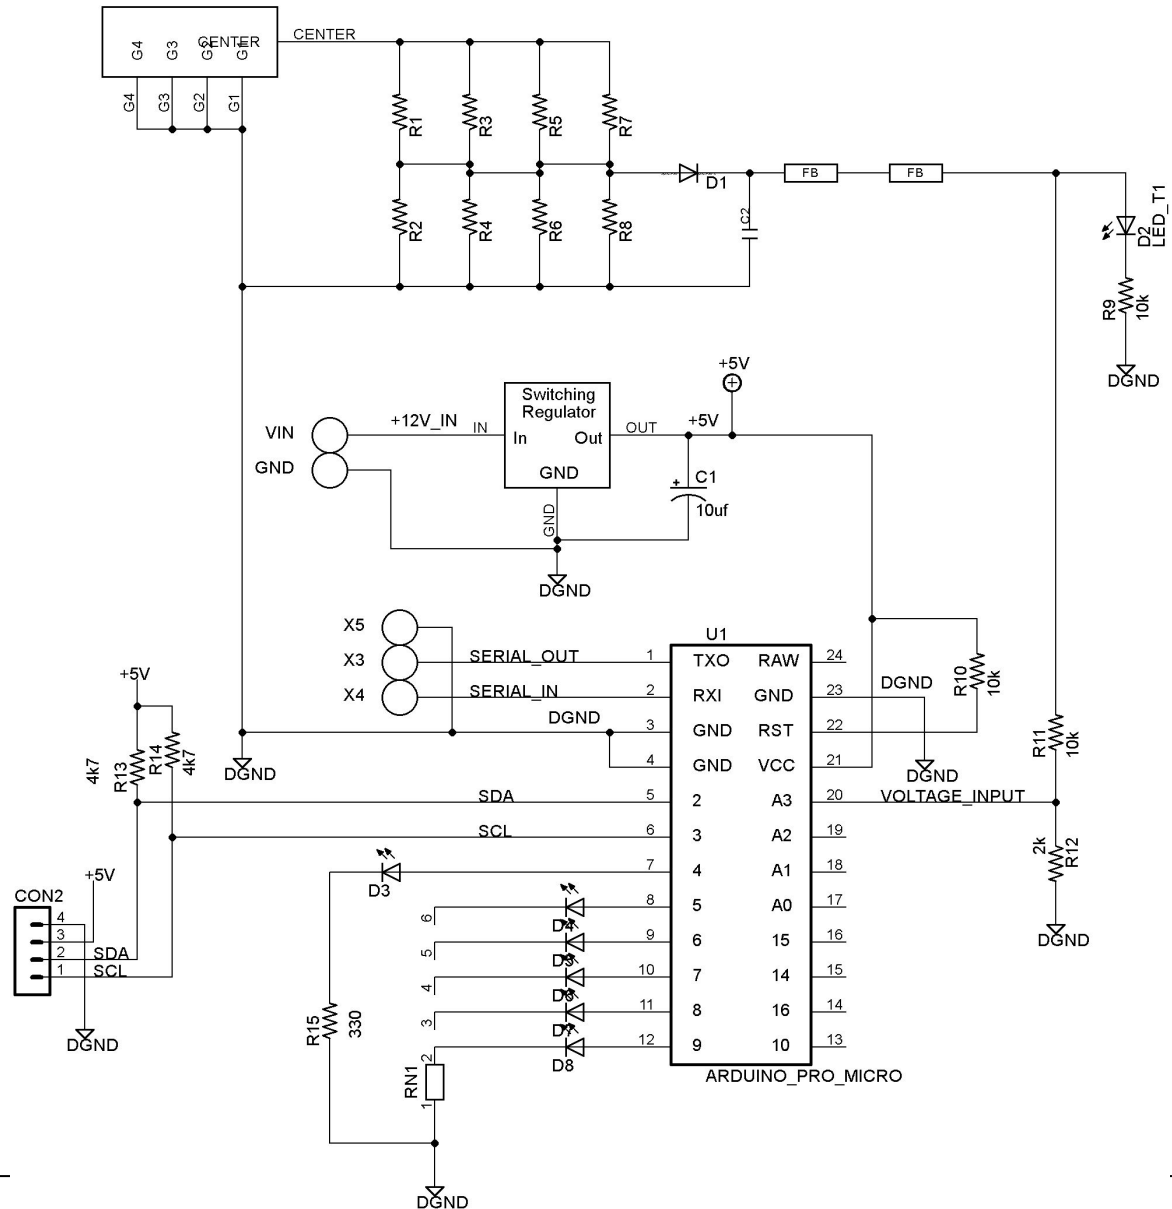 CENTER
G4 G3 G2 CENTER G1
G4 G3 G2 G1
R1 R3 R5 R7
D1 FB FB
R2 R4 R6 R8 C2
D2
LED_T1
R9
10k
DGND
+5V
Switching
Regulator
VIN +12V_IN IN In Out OUT +5V
GND GND
C1
10uf
GND
DGND
X5 U1
X3 SERIAL_OUT 1 TXO RAW 24
X4 SERIAL_IN 2 RXI GND 23 DGND
R10
10k
DGND 3 GND RST 22
+5V
R13
4k7
R14
4k7
DGND
4 GND VCC 21 DGND
R11
10k
SDA 5 2 A3 20 VOLTAGE_INPUT
SCL 6 3 A2 19
2k
R12
D3 7 4 A1 18
CON2 +5V
4 3 2 1
SDA
SCL
DGND
6 D4 8 5 A0 17
DGND
5 D5 9 6 15 16
4 D6 10 7 14 15
3 D7 11 8 16 14
R15
330
2 D8 12 9 10 13
RN1
1
ARDUINO_PRO_MICRO
DGND